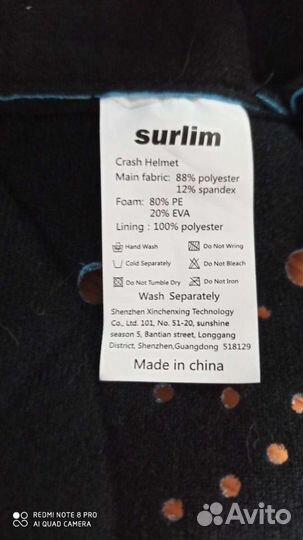 surlim
Crash Helmet
Main fabric: 88% polyester
12% spandex
Foam: 80% PE
20% EVA
Lining : 100% polyester
Hand Wash Do Not Wring
Cold Separately Do Not Bleach
Do Not Tumble Dry Do Not Iron
Wash Separately
Shenzhen Xinchenxing Technology
Co., Ltd. 101, No. 51-20, sunshine
season 5, Bantian street, Longgang
District, Shenzhen,Guangdong 518129
Made in china
REDMI NOTE 8 PRO
AI QUAD CAMERA
Avito